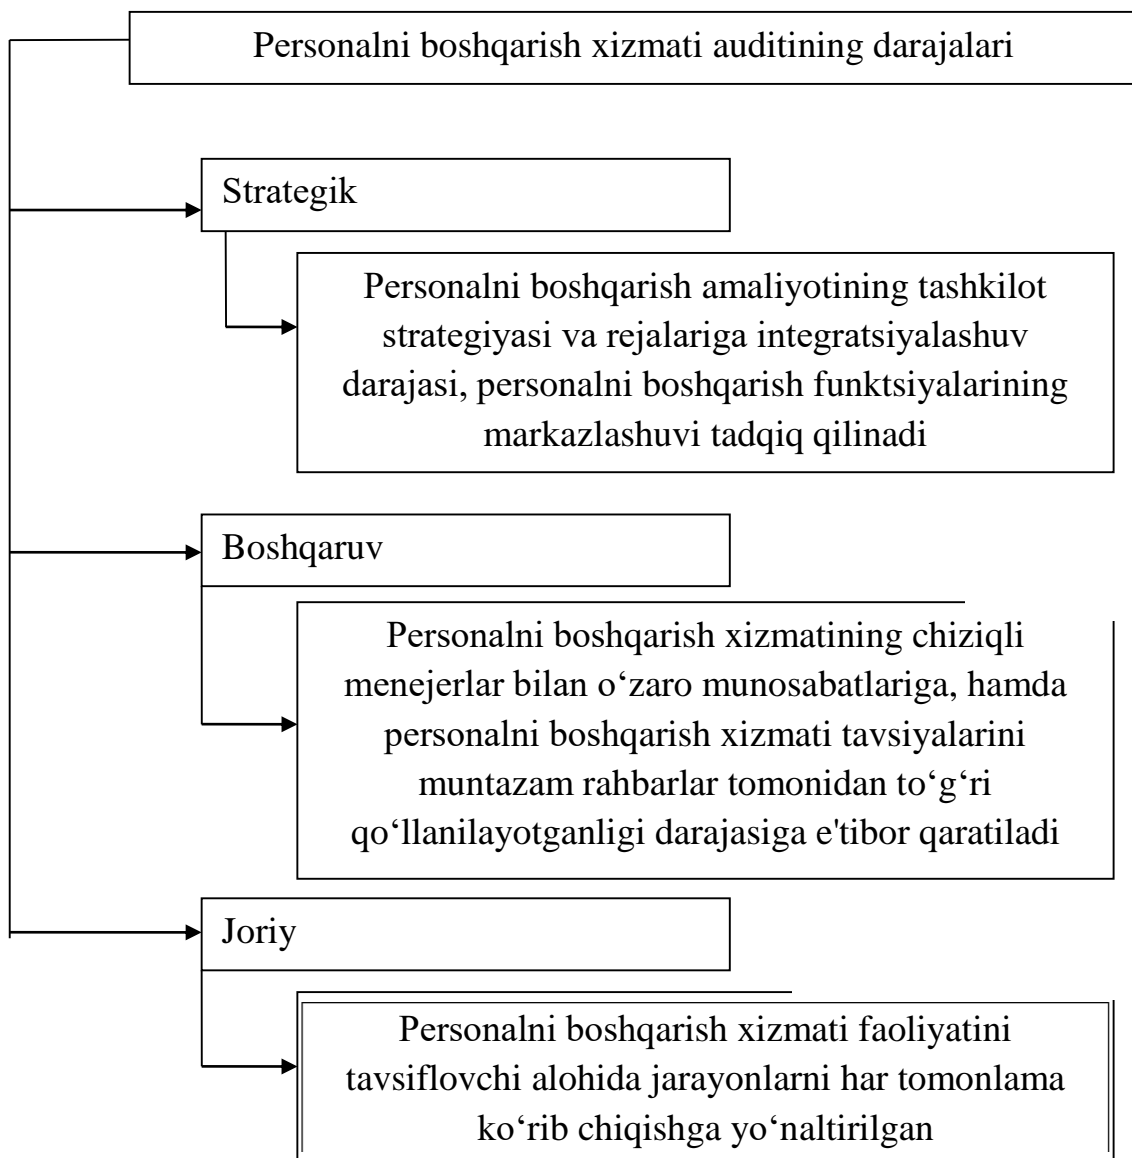 Personalni boshqarish xizmati auditining darajalari
Strategik
Personalni boshqarish amaliyotining tashkilot
strategiyasi va rejalariga integratsiyalashuv
darajasi, personalni boshqarish funktsiyalarining
markazlashuvi tadqiq qilinadi
Boshqaruv
Personalni boshqarish xizmatining chiziqli
menejerlar bilan o‘zaro munosabatlariga, hamda
personalni boshqarish xizmati tavsiyalarini
muntazam rahbarlar tomonidan to‘g‘ri
qo‘llanilayotganligi darajasiga e'tibor qaratiladi
Joriy
Personalni boshqarish xizmati faoliyatini
tavsiflovchi alohida jarayonlarni har tomonlama
ko‘rib chiqishga yo‘naltirilgan